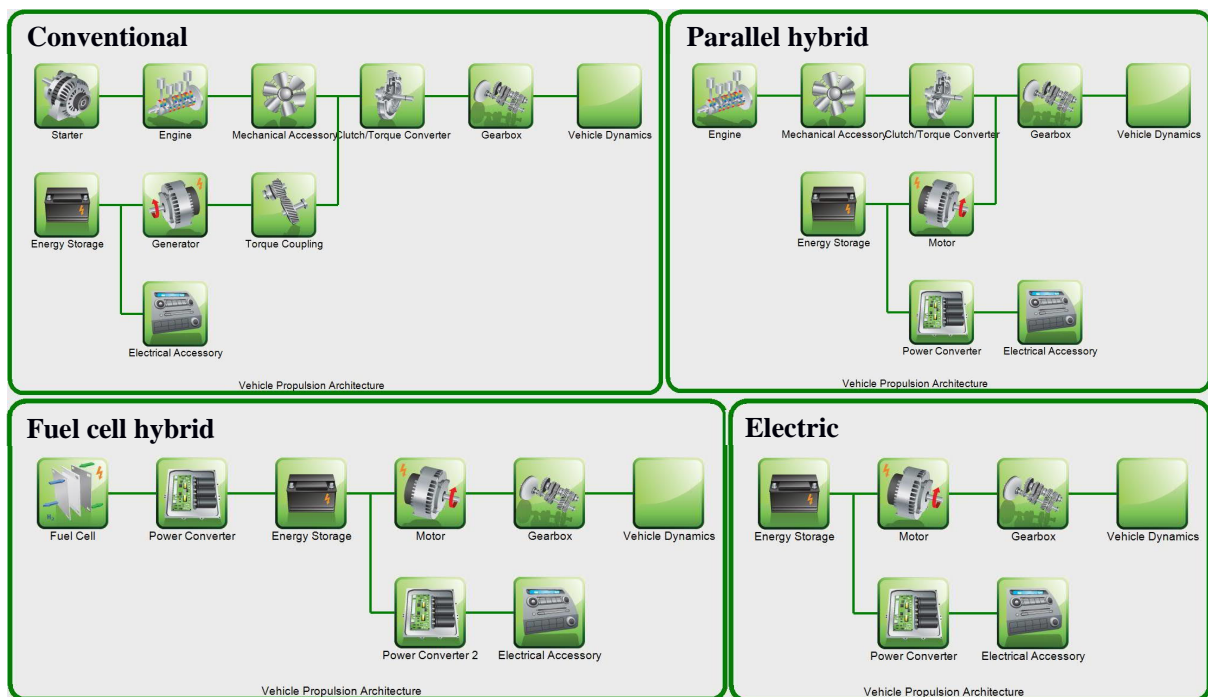 Conventional
Starter Engine Mechanical Accessory Clutch/Torque Converter Gearbox Vehicle Dynamics
Energy Storage Generator Torque Coupling
Electrical Accessory
Vehicle Propulsion Architecture
Parallel hybrid
Engine Mechanical Accessory Clutch/Torque Converter Gearbox Vehicle Dynamics
Energy Storage Motor
Power Converter Electrical Accessory
Vehicle Propulsion Architecture
Fuel cell hybrid
Fuel Cell Power Converter Energy Storage Motor Gearbox Vehicle Dynamics
Power Converter 2 Electrical Accessory
Vehicle Propulsion Architecture
Electric
Energy Storage Motor Gearbox Vehicle Dynamics
Power Converter Electrical Accessory
Vehicle Propulsion Architecture